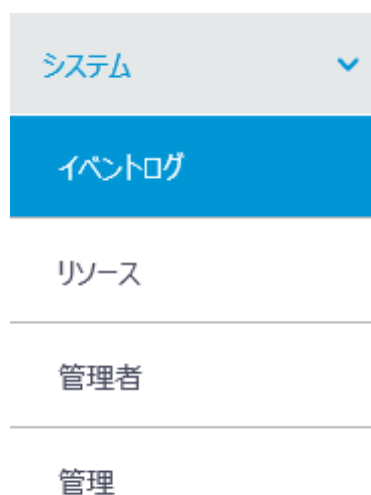 システム
イベントログ
リソース
管理者
管理